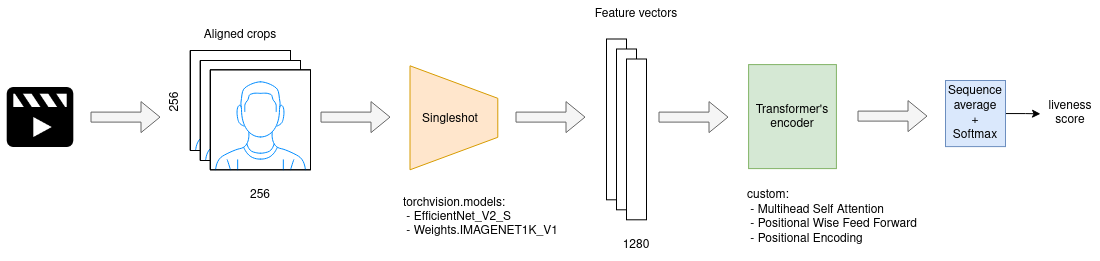 Aligned crops
256
256
Singleshot
torchvision.models:
- EfficientNet_V2_S
- Weights.IMAGENET1K_V1
Feature vectors
1280
Transformer's
encoder
custom:
- Multihead Self Attention
- Positional Wise Feed Forward
- Positional Encoding
Sequence
average
+
Softmax
liveness
score